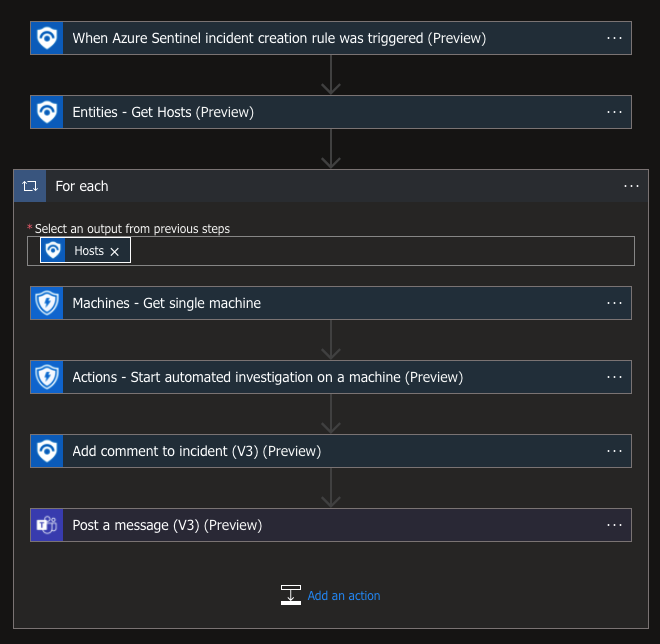 When Azure Sentinel incident creation rule was triggered (Preview)
Entities - Get Hosts (Preview)
For each
* Select an output from previous steps
Hosts
Machines - Get single machine
Actions - Start automated investigation on a machine (Preview)
Add comment to incident (V3) (Preview)
Post a message (V3) (Preview)
Add an action